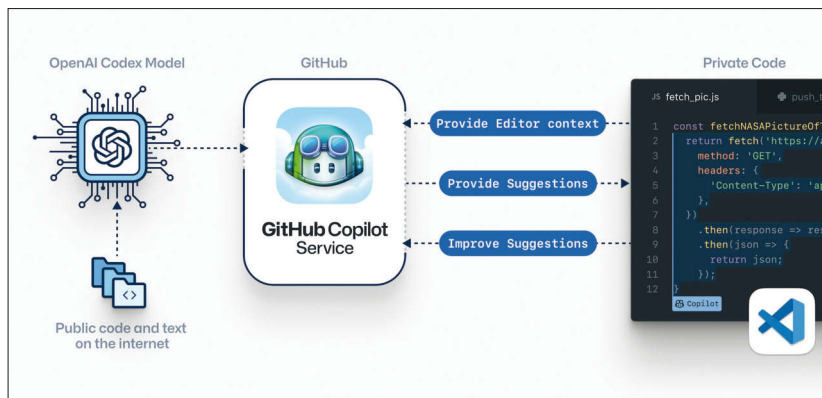 OpenAI Codex Model
GitHub
Private Code
JS fetch_pic.js
Provide Editor context
1 const fetchNASAPictureOf
2 return fetch('https://
3 method: 'GET',
4 headers: {
5 'Content-Type':
6 },
7 })
8 .then(response =>
9 .then(json => {
10 return json;
11 });
12 }
Copilot
Provide Suggestions
Improve Suggestions
GitHub Copilot
Service
Public code and text
on the internet